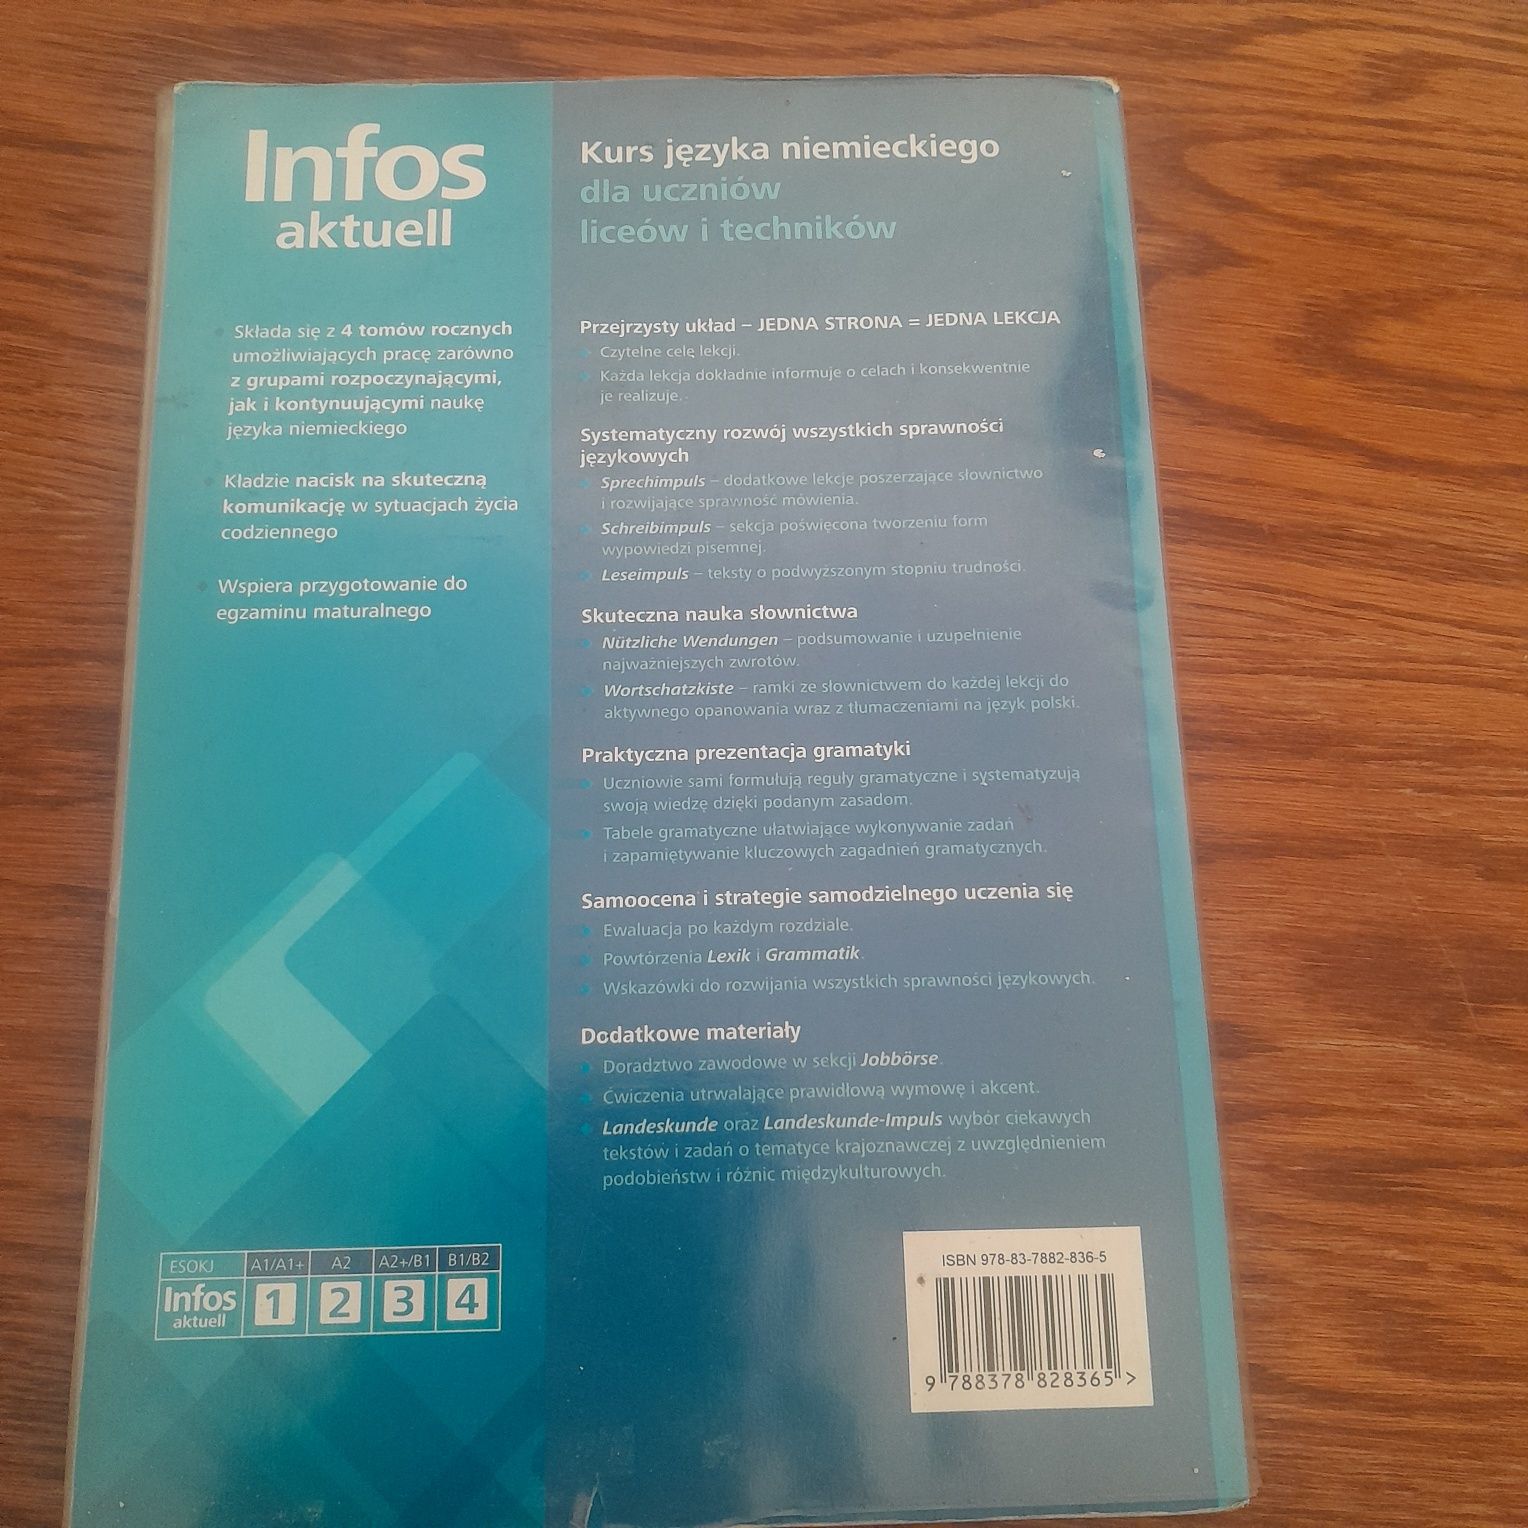 Infos
aktuell
Składa się z 4 tomów rocznych
umożliwiających pracę zarówno
z grupami rozpoczynającymi,
jak i kontynuującymi naukę
języka niemieckiego
Kładzie nacisk na skuteczną
komunikację w sytuacjach życia
codziennego
Wspiera przygotowanie do
egzaminu maturalnego
ESOKJ A1/A1+ A2 A2+/B1 B1/B2
Infos
aktuell
1 2 3 4
Kurs języka niemieckiego
dla uczniów
liceów i techników
Przejrzysty układ – JEDNA STRONA = JEDNA LEKCJA
Czytelne celę lekcji.
Każda lekcja dokładnie informuje o celach i konsekwentnie
je realizuje.
Systematyczny rozwój wszystkich sprawności
językowych
Sprechimpuls – dodatkowe lekcje poszerzające słownictwo
i rozwijające sprawność mówienia.
Schreibimpuls – sekcja poświęcona tworzeniu form
wypowiedzi pisemnej.
Leseimpuls – teksty o podwyższonym stopniu trudności.
Skuteczna nauka słownictwa
Nützliche Wendungen – podsumowanie i uzupełnienie
najważniejszych zwrotów.
Wortschatzkiste – ramki ze słownictwem do każdej lekcji do
aktywnego opanowania wraz z tłumaczeniami na język polski.
Praktyczna prezentacja gramatyki
Uczniowie sami formułują reguły gramatyczne i systematyzują
swoją wiedzę dzięki podanym zasadom.
Tabele gramatyczne ułatwiające wykonywanie zadań
i zapamiętywanie kluczowych zagadnień gramatycznych.
Samoocena i strategie samodzielnego uczenia się
Ewaluacja po każdym rozdziale.
Powtórzenia Lexik i Grammatik.
Wskazówki do rozwijania wszystkich sprawności językowych.
Dodatkowe materiały
Doradztwo zawodowe w sekcji Jobbörse.
Ćwiczenia utrwalające prawidłową wymowę i akcent.
Landeskunde oraz Landeskunde-Impuls wybór ciekawych
tekstów i zadań o tematyce krajoznawczej z uwzględnieniem
podobieństw i różnic międzykulturowych.
ISBN 978-83-7882-836-5
9 788378 828365 >